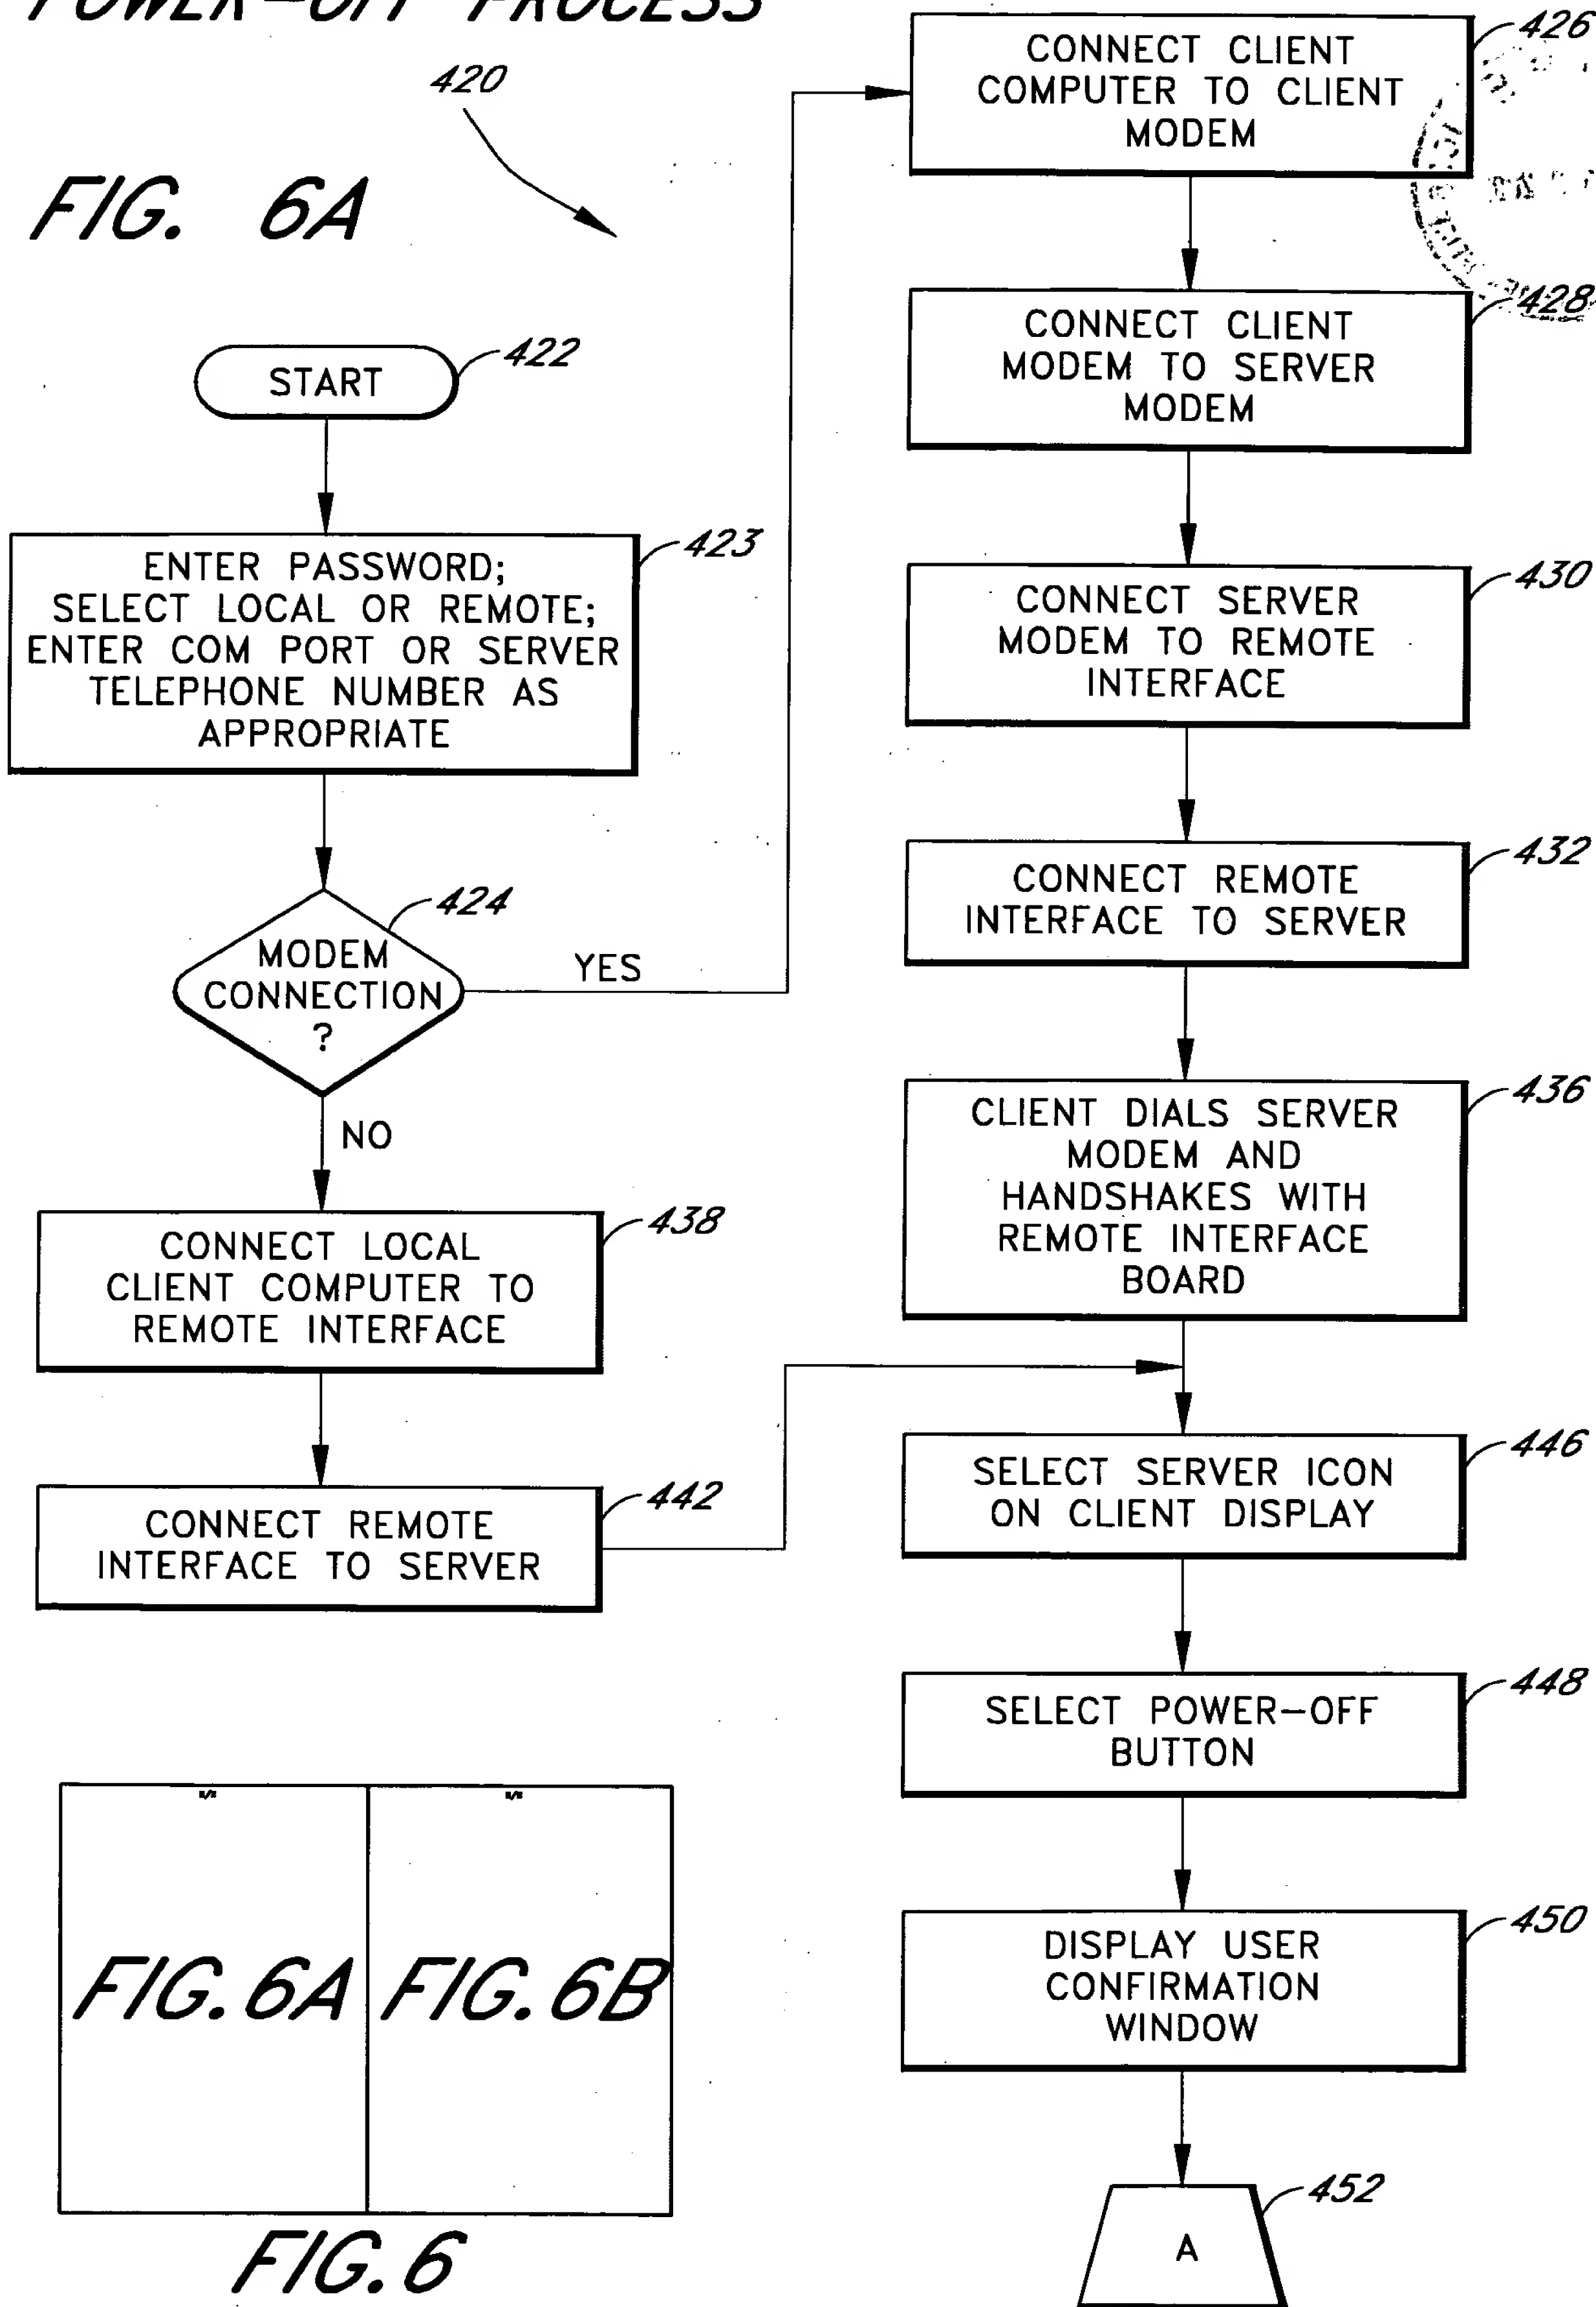 POWER-OFF PROCESS
420
FIG. 6A
START
422
ENTER PASSWORD;
SELECT LOCAL OR REMOTE;
ENTER COM PORT OR SERVER
TELEPHONE NUMBER AS
APPROPRIATE
423
MODEM
CONNECTION
?
424
YES
NO
CONNECT LOCAL
CLIENT COMPUTER TO
REMOTE INTERFACE
438
CONNECT REMOTE
INTERFACE TO SERVER
442
CONNECT CLIENT
COMPUTER TO CLIENT
MODEM
426
CONNECT CLIENT
MODEM TO SERVER
MODEM
428
CONNECT SERVER
MODEM TO REMOTE
INTERFACE
430
CONNECT REMOTE
INTERFACE TO SERVER
432
CLIENT DIALS SERVER
MODEM AND
HANDSHAKES WITH
REMOTE INTERFACE
BOARD
436
SELECT SERVER ICON
ON CLIENT DISPLAY
446
SELECT POWER-OFF
BUTTON
448
DISPLAY USER
CONFIRMATION
WINDOW
450
A
452
FIG. 6A
FIG. 6B
FIG. 6